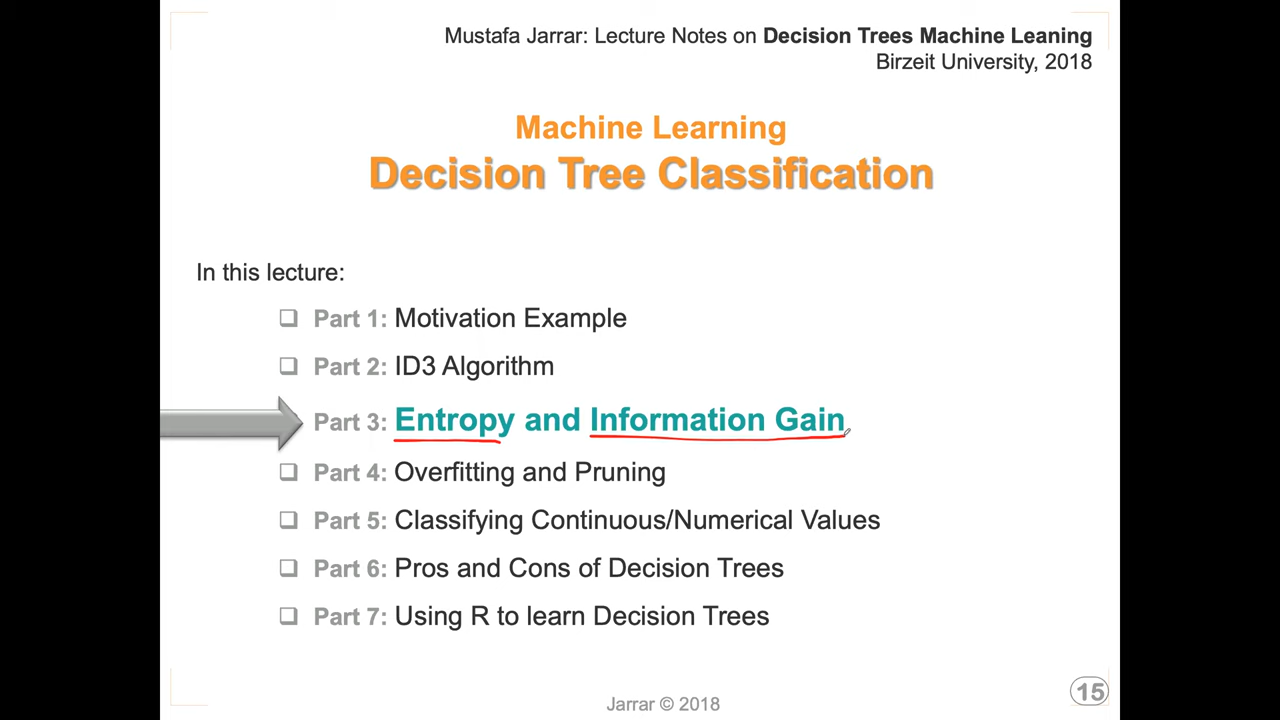 Mustafa Jarrar: Lecture Notes on Decision Trees Machine Leaning
Birzeit University, 2018
Machine Learning
Decision Tree Classification
In this lecture:
Part 1: Motivation Example
Part 2: ID3 Algorithm
Part 3: Entropy and Information Gain
Part 4: Overfitting and Pruning
Part 5: Classifying Continuous/Numerical Values
Part 6: Pros and Cons of Decision Trees
Part 7: Using R to learn Decision Trees
Jarrar © 2018
15